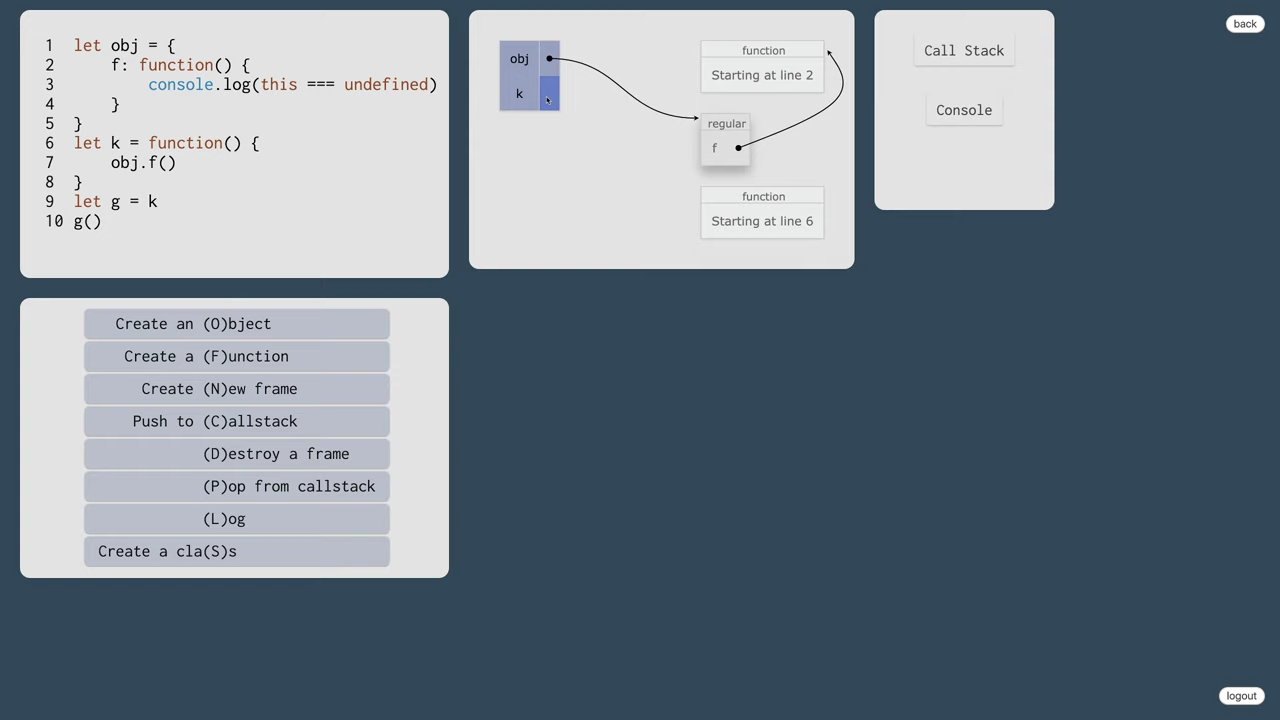 1 let obj = {
2 f: function() {
3 console.log(this === undefined)
4 }
5 }
6 let k = function() {
7 obj.f()
8 }
9 let g = k
10 g()
obj
k
function
Starting at line 2
regular
f
function
Starting at line 6
Call Stack
Console
back
Create an (O)bject
Create a (F)unction
Create (N)ew frame
Push to (C)allstack
(D)estroy a frame
(P)op from callstack
(L)og
Create a cla(S)s
logout